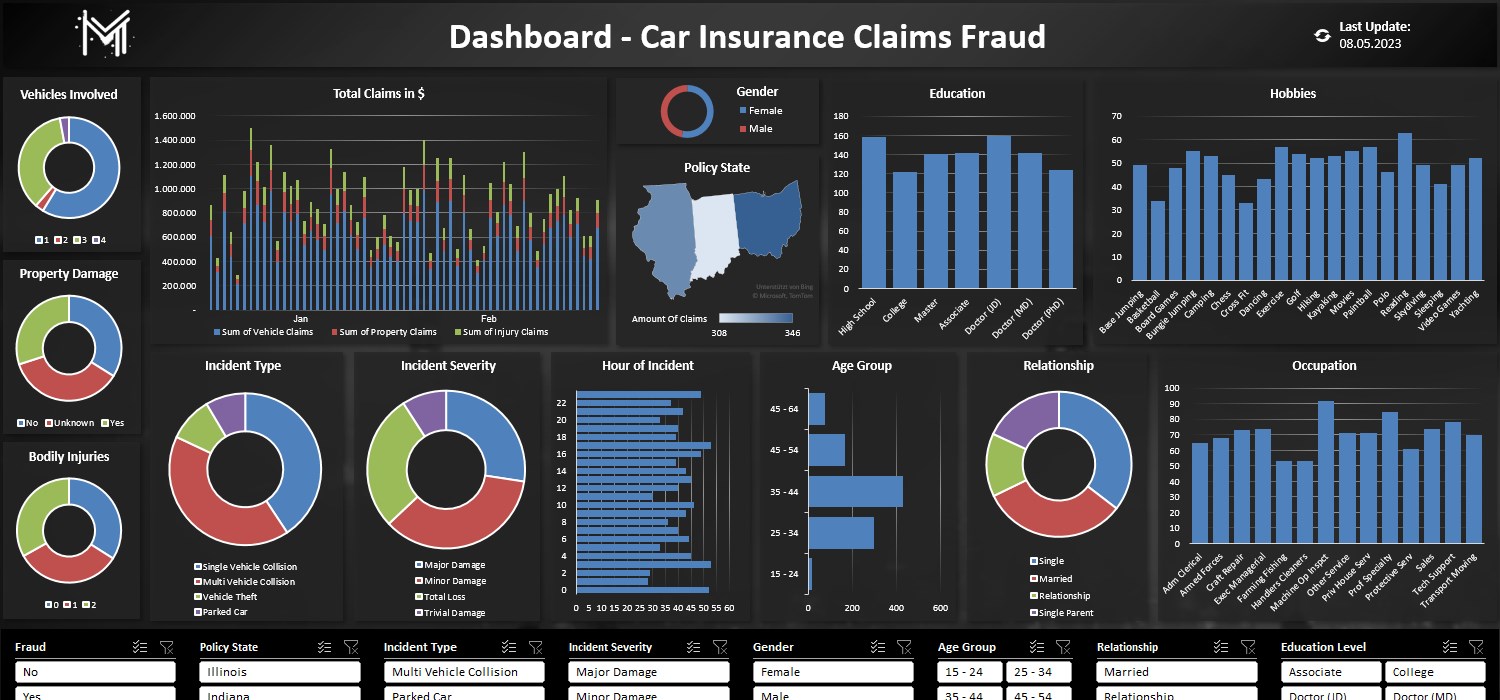 Dashboard - Car Insurance Claims Fraud
Last Update:
08.05.2023
Vehicles Involved
1 2 3 4
Property Damage
No Unknown Yes
Bodily Injuries
0 1 2
Total Claims in $
1.600.000
1.400.000
1.200.000
1.000.000
800.000
600.000
400.000
200.000
-
Jan Feb
Sum of Vehicle Claims Sum of Property Claims Sum of Injury Claims
Gender
Female
Male
Policy State
Unterstützt von Bing
© Microsoft, TomTom
Amount Of Claims
308 346
Education
180
160
140
120
100
80
60
40
20
0
High School
College
Master
Associate
Doctor (JD)
Doctor (MD)
Doctor (PhD)
Hobbies
70
60
50
40
30
20
10
0
Base Jumping
Basketball
Board Games
Bungie Jumping
Camping
Chess
Cross Fit
Dancing
Exercise
Golf
Hiking
Kayaking
Movies
Paintball
Polo
Reading
Skydiving
Sleeping
Video Games
Yachting
Incident Type
Single Vehicle Collision
Multi Vehicle Collision
Vehicle Theft
Parked Car
Incident Severity
Major Damage
Minor Damage
Total Loss
Trivial Damage
Hour of Incident
22
20
18
16
14
12
10
8
6
4
2
0
0 5 10 15 20 25 30 35 40 45 50 55 60
Age Group
45 - 64
45 - 54
35 - 44
25 - 34
15 - 24
0 200 400 600
Relationship
Single
Married
Relationship
Single Parent
Occupation
100
90
80
70
60
50
40
30
20
10
0
Adm Clerical
Armed Forces
Craft Repair
Exec Managerial
Farming Fishing
Handlers Cleaners
Machine Op Inspct
Other Service
Priv House Serv
Prof Specialty
Protective Serv
Sales
Tech Support
Transport Moving
Fraud Policy State Incident Type Incident Severity Gender Age Group Relationship Education Level
No Illinois Multi Vehicle Collision Major Damage Female 15 - 24 25 - 34 Married Associate College
Yes Indiana Parked Car Minor Damage Male 35 - 44 45 - 54 Relationship Doctor (JD) Doctor (MD)